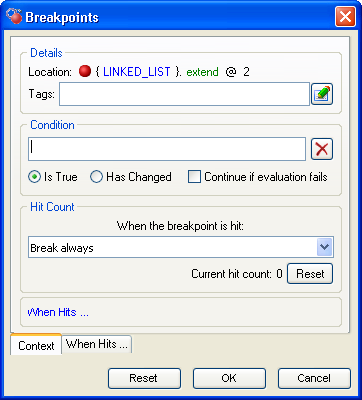 Breakpoints
Details
Location: { LINKED_LIST }. extend @ 2
Tags:
Condition
Is True Has Changed Continue if evaluation fails
Hit Count
When the breakpoint is hit:
Break always
Current hit count: 0 Reset
When Hits ...
Context When Hits ...
Reset OK Cancel